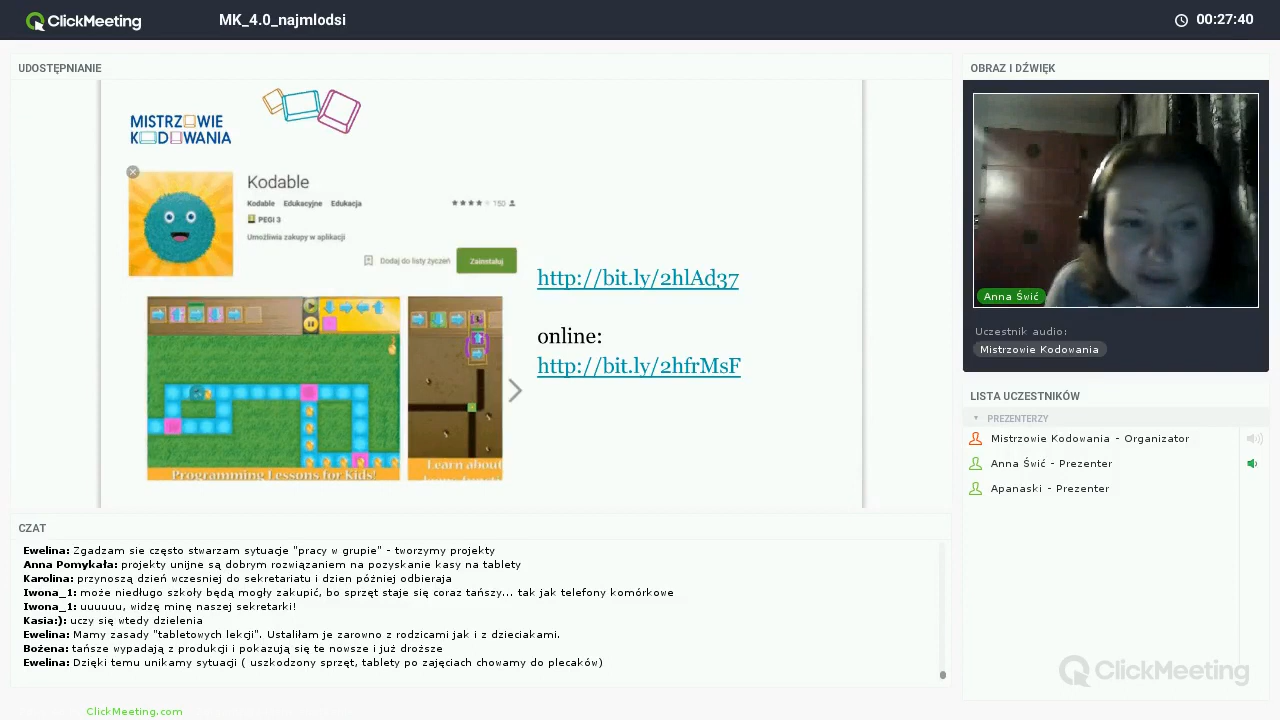 ClickMeeting
MK_4.0_najmlodsi
00:27:40
UDOSTĘPNIANIE
MISTRZOWIE
KODOWANIA
Kodable
Kodable Edukacyjne Edukacja
150
PEGI 3
Umożliwia zakupy w aplikacji
Dodaj do listy życzeń
Zainstaluj
Programming Lessons for Kids!
Learn about
http://bit.ly/2hlAd37
online:
http://bit.ly/2hfrMsF
OBRAZ I DŹWIĘK
Anna Świć
Uczestnik audio:
Mistrzowie Kodowania
LISTA UCZESTNIKÓW
PREZENTERZY
Mistrzowie Kodowania - Organizator
Anna Świć - Prezenter
Apanaski - Prezenter
CZAT
Ewelina: Zgadzam sie często stwarzam sytuacje "pracy w grupie" - tworzymy projekty
Anna Pomykała: projekty unijne są dobrym rozwiązaniem na pozyskanie kasy na tablety
Karolina: przynoszą dzień wczesniej do sekretariatu i dzien później odbieraja
Iwona_1: może niedługo szkoły będą mogły zakupić, bo sprzęt staje się coraz tańszy... tak jak telefony komórkowe
Iwona_1: uuuuuu, widzę minę naszej sekretarki!
Kasia:): uczy się wtedy dzielenia
Ewelina: Mamy zasady "tabletowych lekcji". Ustaliłam je zarowno z rodzicami jak i z dzieciakami.
Bożena: tańsze wypadają z produkcji i pokazują się te nowsze i już droższe
Ewelina: Dzięki temu unikamy sytuacji ( uszkodzony sprzęt, tablety po zajęciach chowamy do plecaków)
ClickMeeting
ClickMeeting.com